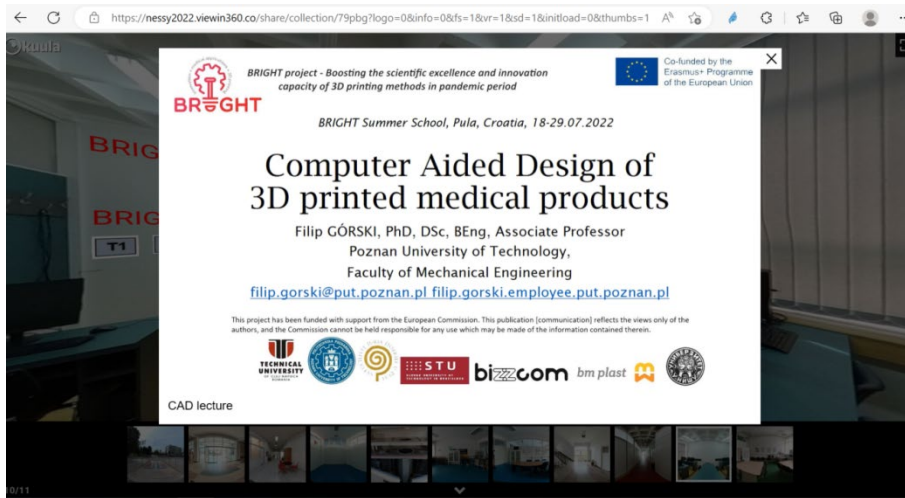 https://nessy2022.viewin360.co/share/collection/79pbg?logo=0&info=0&fs=1&vr=1&sd=1&initload=0&thumbs=1
kuula
BRIGHT
BRIGHT project - Boosting the scientific excellence and innovation
capacity of 3D printing methods in pandemic period
Co-funded by the
Erasmus+ Programme
of the European Union
BRIGHT Summer School, Pula, Croatia, 18-29.07.2022
BRIG
Computer Aided Design of
3D printed medical products
BRIG
T1
Filip GÓRSKI, PhD, DSc, BEng, Associate Professor
Poznan University of Technology,
Faculty of Mechanical Engineering
filip.gorski@put.poznan.pl filip.gorski.employee.put.poznan.pl
This project has been funded with support from the European Commission. This publication [communication] reflects the views only of the
authors, and the Commission cannot be held responsible for any use which may be made of the information contained therein.
TECHNICAL
UNIVERSITY
STU
bizzcom
bm plast
CAD lecture
10/11